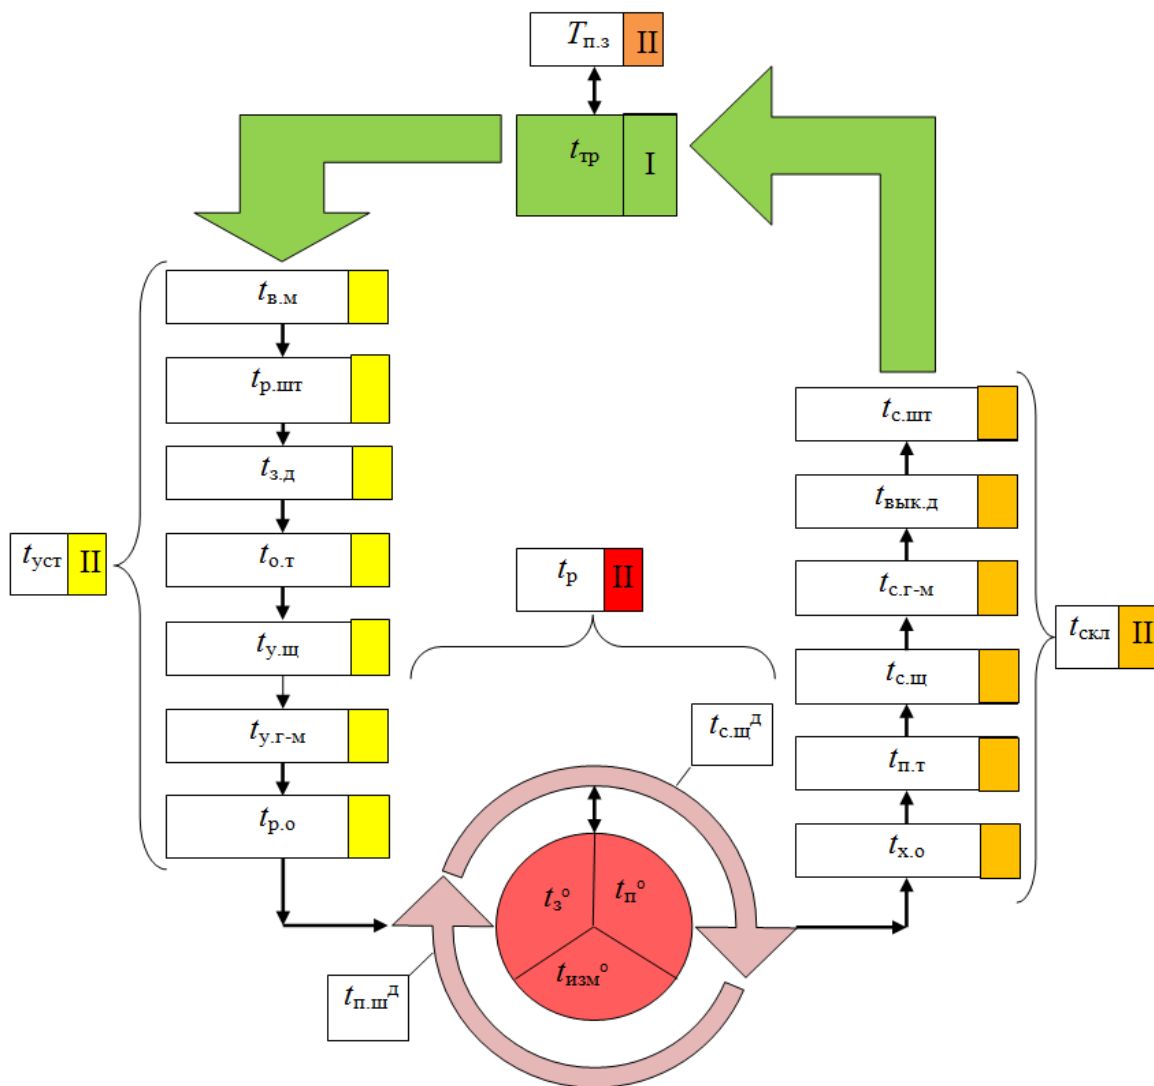 Tп.з II
tтр I
tв.м
tр.шт
tз.д
tо.т
tу.щ
tу.г-м
tр.о
tуст II
tр II
tс.щд
tз°
tп°
tизм°
tп.шд
tс.шт
tвык.д
tс.г-м
tс.щ
tп.т
tх.о
tскл II